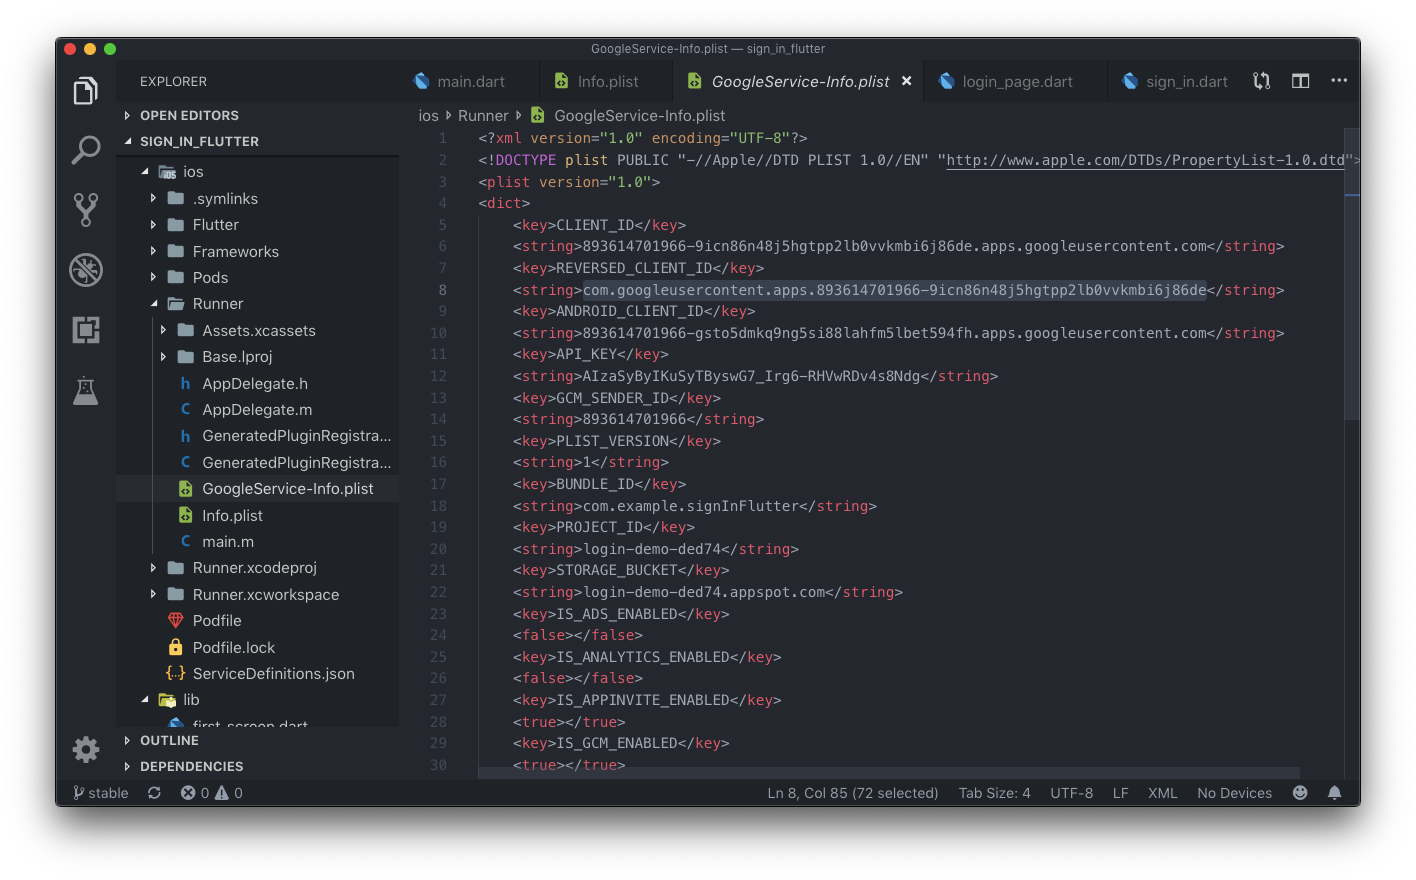 GoogleService-Info.plist — sign_in_flutter
EXPLORER
OPEN EDITORS
SIGN_IN_FLUTTER
ios
.symlinks
Flutter
Frameworks
Pods
Runner
Assets.xcassets
Base.lproj
AppDelegate.h
AppDelegate.m
GeneratedPluginRegistra...
GeneratedPluginRegistra...
GoogleService-Info.plist
Info.plist
main.m
Runner.xcodeproj
Runner.xcworkspace
Podfile
Podfile.lock
ServiceDefinitions.json
lib
first_screen.dart
OUTLINE
DEPENDENCIES
main.dart
Info.plist
GoogleService-Info.plist ×
login_page.dart
sign_in.dart
ios Runner GoogleService-Info.plist
1 <?xml version="1.0" encoding="UTF-8"?>
2 <!DOCTYPE plist PUBLIC "-//Apple//DTD PLIST 1.0//EN" "http://www.apple.com/DTDs/PropertyList-1.0.dtd">
3 <plist version="1.0">
4 <dict>
5 <key>CLIENT_ID</key>
6 <string>893614701966-9icn86n48j5hgtpp2lb0vvkmbi6j86de.apps.googleusercontent.com</string>
7 <key>REVERSED_CLIENT_ID</key>
8 <string>com.googleusercontent.apps.893614701966-9icn86n48j5hgtpp2lb0vvkmbi6j86de</string>
9 <key>ANDROID_CLIENT_ID</key>
10 <string>893614701966-gsto5dmkq9ng5si88lahfm5lbet594fh.apps.googleusercontent.com</string>
11 <key>API_KEY</key>
12 <string>AIzaSyByIKuSyTByswG7_Irg6-RHVwRDv4s8Ndg</string>
13 <key>GCM_SENDER_ID</key>
14 <string>893614701966</string>
15 <key>PLIST_VERSION</key>
16 <string>1</string>
17 <key>BUNDLE_ID</key>
18 <string>com.example.signInFlutter</string>
19 <key>PROJECT_ID</key>
20 <string>login-demo-ded74</string>
21 <key>STORAGE_BUCKET</key>
22 <string>login-demo-ded74.appspot.com</string>
23 <key>IS_ADS_ENABLED</key>
24 <false></false>
25 <key>IS_ANALYTICS_ENABLED</key>
26 <false></false>
27 <key>IS_APPINVITE_ENABLED</key>
28 <true></true>
29 <key>IS_GCM_ENABLED</key>
30 <true></true>
stable 0 0 Ln 8, Col 85 (72 selected) Tab Size: 4 UTF-8 LF XML No Devices